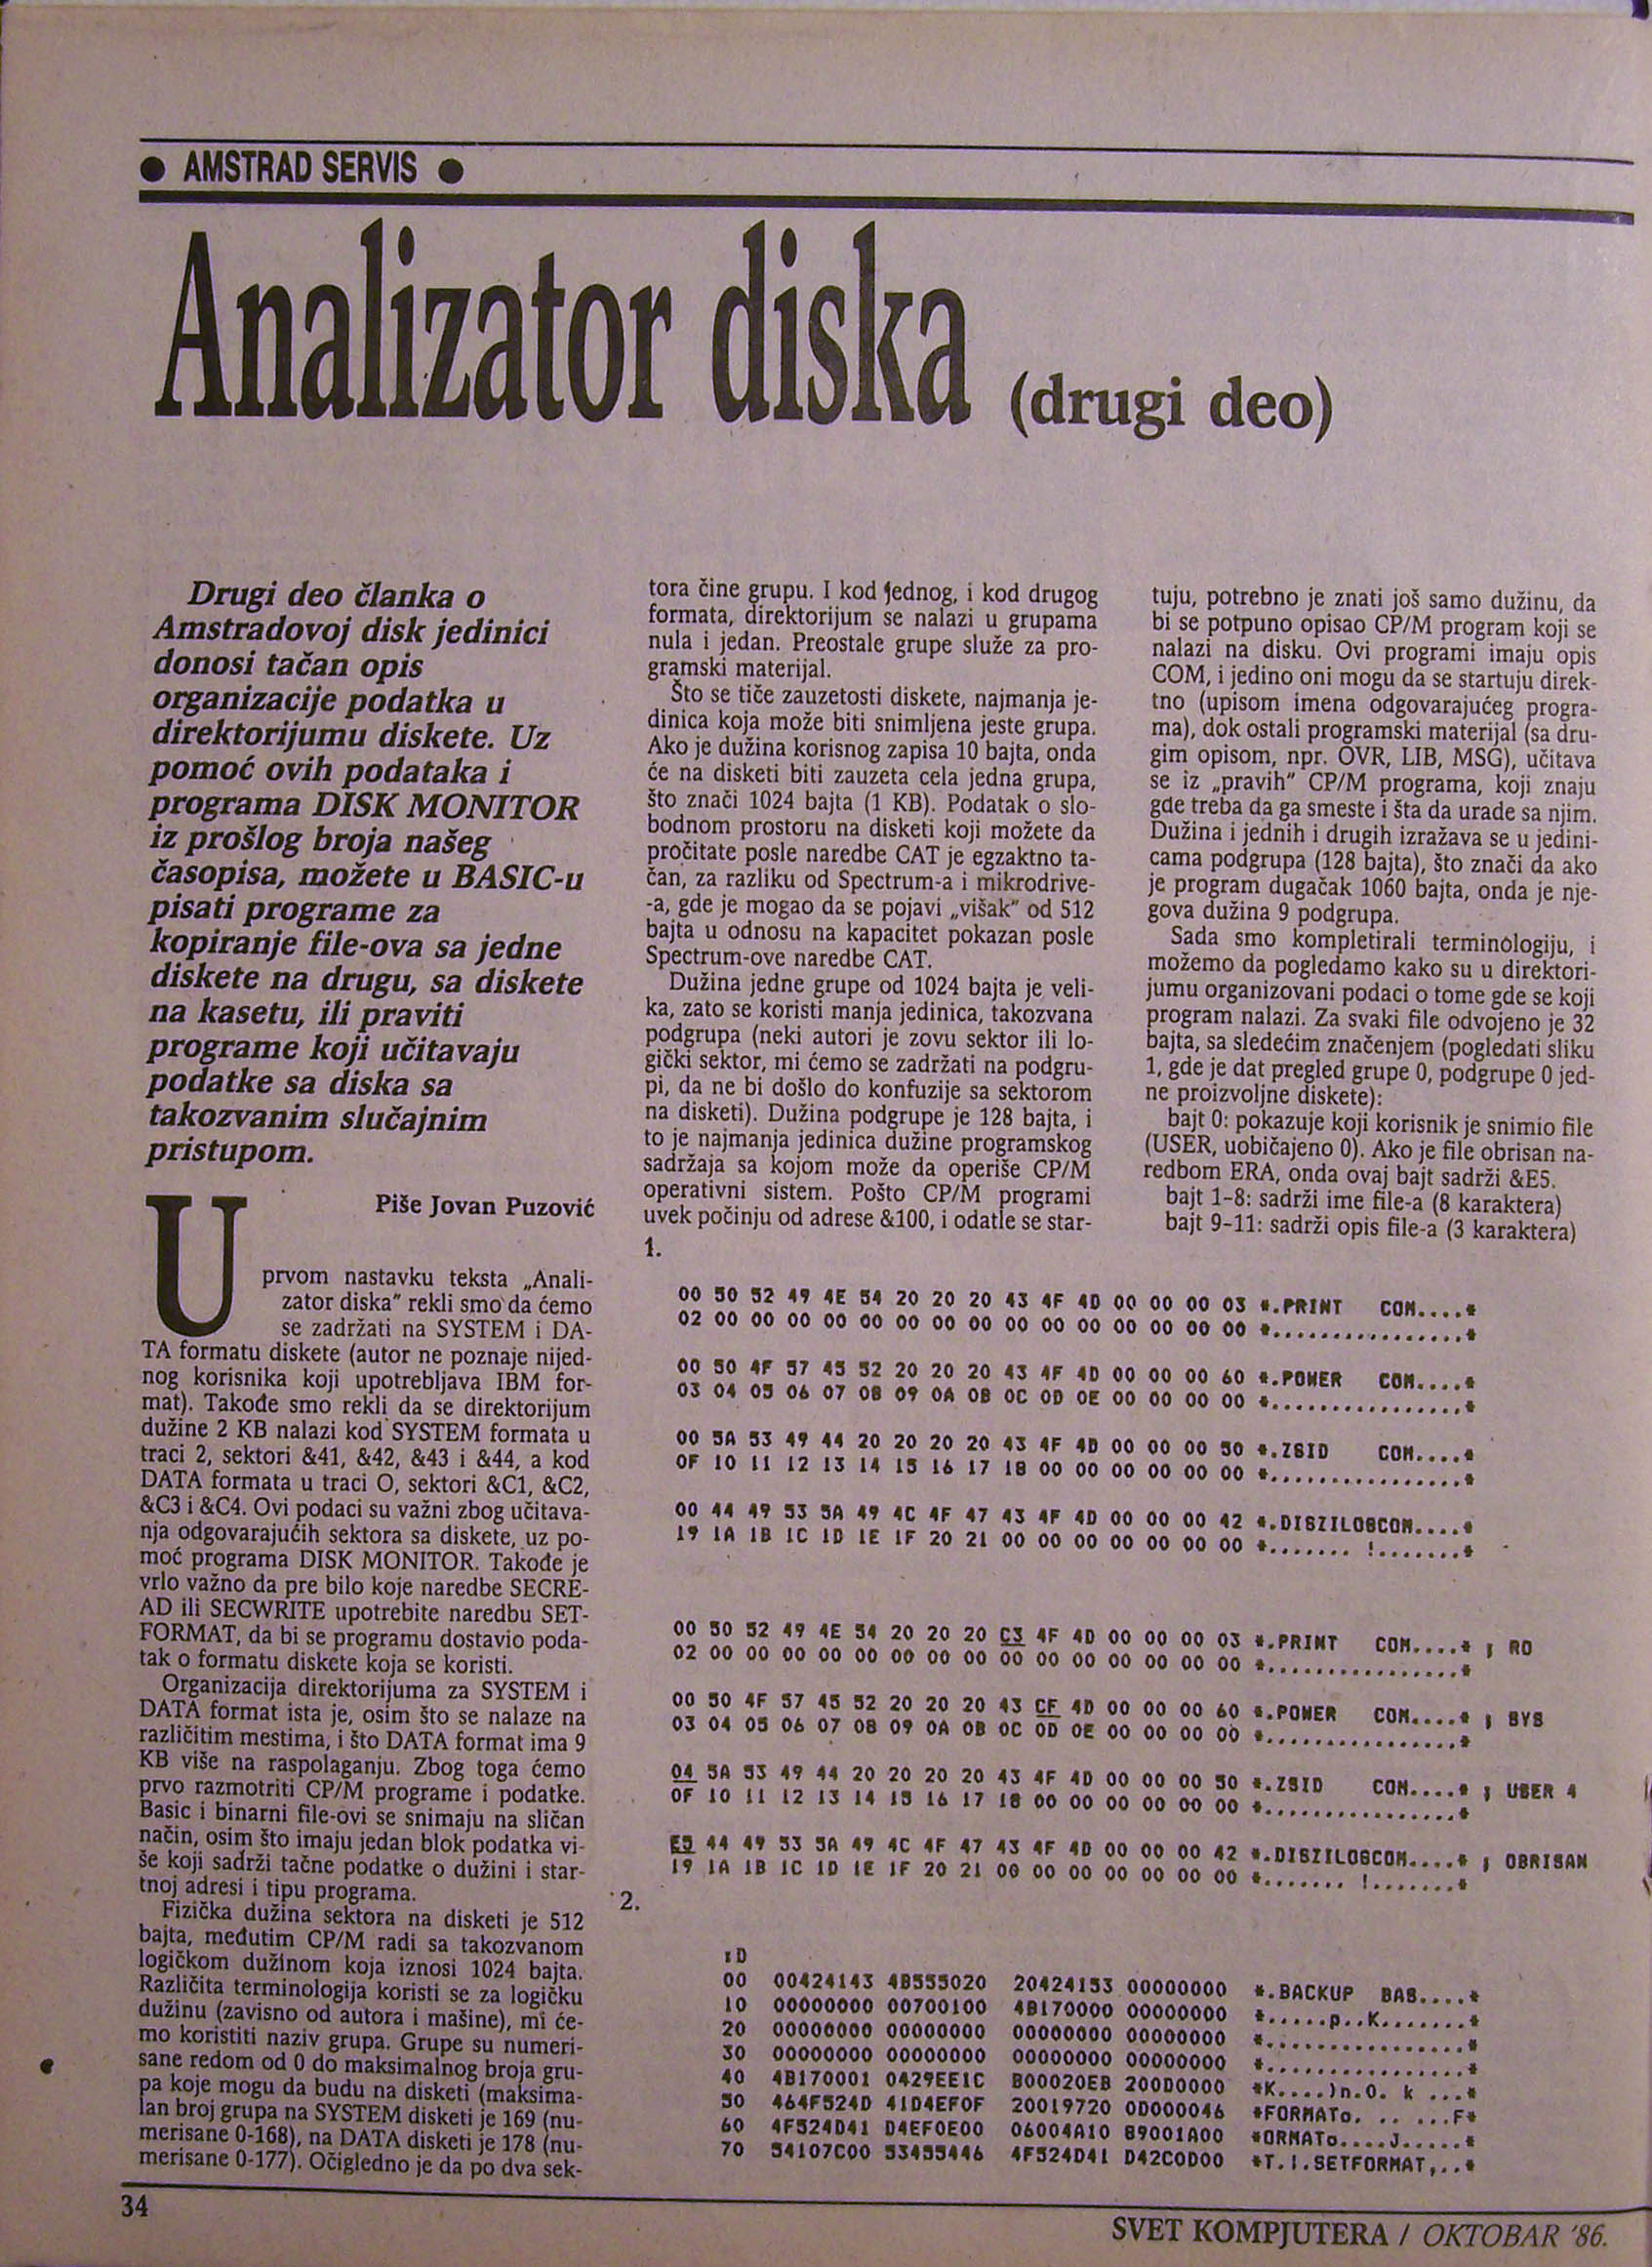 ● AMSTRAD SERVIS ●
Analizator diska (drugi deo)
Drugi deo članka o
Amstradovoj disk jedinici
donosi tačan opis
organizacije podatka u
direktorijumu diskete. Uz
pomoć ovih podataka i
programa DISK MONITOR
iz prošlog broja našeg
časopisa, možete u BASIC-u
pisati programe za
kopiranje file-ova sa jedne
diskete na drugu, sa diskete
na kasetu, ili praviti
programe koji učitavaju
podatke sa diska sa
takozvanim slučajnim
pristupom.
Piše Jovan Puzović
U prvom nastavku teksta „Anali-
zator diska" rekli smo da ćemo
se zadržati na SYSTEM i DA-
TA formatu diskete (autor ne poznaje nijed-
nog korisnika koji upotrebljava IBM for-
mat). Takođe smo rekli da se direktorijum
dužine 2 KB nalazi kod SYSTEM formata u
traci 2, sektori &41, &42, &43 i &44, a kod
DATA formata u traci O, sektori &C1, &C2,
&C3 i &C4. Ovi podaci su važni zbog učitava-
nja odgovarajućih sektora sa diskete, uz po-
moć programa DISK MONITOR. Takođe je
vrlo važno da pre bilo koje naredbe SECRE-
AD ili SECWRITE upotrebite naredbu SET-
FORMAT, da bi se programu dostavio poda-
tak o formatu diskete koja se koristi.
Organizacija direktorijuma za SYSTEM i
DATA format ista je, osim što se nalaze na
različitim mestima, i što DATA format ima 9
KB više na raspolaganju. Zbog toga ćemo
prvo razmotriti CP/M programe i podatke.
Basic i binarni file-ovi se snimaju na sličan
način, osim što imaju jedan blok podatka vi-
še koji sadrži tačne podatke o dužini i star-
tnoj adresi i tipu programa.
Fizička dužina sektora na disketi je 512
bajta, međutim CP/M radi sa takozvanom
logičkom dužinom koja iznosi 1024 bajta.
Različita terminologija koristi se za logičku
dužinu (zavisno od autora i mašine), mi će-
mo koristiti naziv grupa. Grupe su numeri-
sane redom od 0 do maksimalnog broja gru-
pa koje mogu da budu na disketi (maksima-
lan broj grupa na SYSTEM disketi je 169 (nu-
merisane 0-168), na DATA disketi je 178 (nu-
merisane 0-177). Očigledno je da po dva sek-
tora čine grupu. I kod jednog, i kod drugog
formata, direktorijum se nalazi u grupama
nula i jedan. Preostale grupe služe za pro-
gramski materijal.
Što se tiče zauzetosti diskete, najmanja je-
dinica koja može biti snimljena jeste grupa.
Ako je dužina korisnog zapisa 10 bajta, onda
će na disketi biti zauzeta cela jedna grupa,
što znači 1024 bajta (1 KB). Podatak o slo-
bodnom prostoru na disketi koji možete da
pročitate posle naredbe CAT je egzaktno ta-
čan, za razliku od Spectrum-a i mikrodrive-
-a, gde je mogao da se pojavi „višak" od 512
bajta u odnosu na kapacitet pokazan posle
Spectrum-ove naredbe CAT.
Dužina jedne grupe od 1024 bajta je veli-
ka, zato se koristi manja jedinica, takozvana
podgrupa (neki autori je zovu sektor ili lo-
gički sektor, mi ćemo se zadržati na podgru-
pi, da ne bi došlo do konfuzije sa sektorom
na disketi). Dužina podgrupe je 128 bajta, i
to je najmanja jedinica dužine programskog
sadržaja sa kojom može da operiše CP/M
operativni sistem. Pošto CP/M programi
uvek počinju od adrese &100, i odatle se star-
tuju, potrebno je znati još samo dužinu, da
bi se potpuno opisao CP/M program koji se
nalazi na disku. Ovi programi imaju opis
COM, i jedino oni mogu da se startuju direk-
tno (upisom imena odgovarajućeg progra-
ma), dok ostali programski materijal (sa dru-
gim opisom, npr. OVR, LIB, MSG), učitava
se iz „pravih" CP/M programa, koji znaju
gde treba da ga smeste i šta da urade sa njim.
Dužina i jednih i drugih izražava se u jedini-
cama podgrupa (128 bajta), što znači da ako
je program dugačak 1060 bajta, onda je nje-
gova dužina 9 podgrupa.
Sada smo kompletirali terminologiju, i
možemo da pogledamo kako su u direktori-
jumu organizovani podaci o tome gde se koji
program nalazi. Za svaki file odvojeno je 32
bajta, sa sledećim značenjem (pogledati sliku
1, gde je dat pregled grupe 0, podgrupe 0 jed-
ne proizvoljne diskete):
bajt 0: pokazuje koji korisnik je snimio file
(USER, uobičajeno 0). Ako je file obrisan na-
redbom ERA, onda ovaj bajt sadrži &E5.
bajt 1-8: sadrži ime file-a (8 karaktera)
bajt 9-11: sadrži opis file-a (3 karaktera)
1.
00 50 52 49 4E 54 20 20 20 43 4F 4D 00 00 00 03 *.PRINT   COM....*
02 00 00 00 00 00 00 00 00 00 00 00 00 00 00 00 *................*
00 50 4F 57 45 52 20 20 20 43 4F 4D 00 00 00 60 *.POWER   COM....*
03 04 05 06 07 08 09 0A 0B 0C 0D 0E 00 00 00 00 *................*
00 5A 53 49 44 20 20 20 20 43 4F 4D 00 00 00 50 *.ZSID    COM....*
0F 10 11 12 13 14 15 16 17 18 00 00 00 00 00 00 *................*
00 44 49 53 5A 49 4C 4F 47 43 4F 4D 00 00 00 42 *.DISZILOGCOM....*
19 1A 1B 1C 1D 1E 1F 20 21 00 00 00 00 00 00 00 *....... !.......*
00 50 52 49 4E 54 20 20 20 C3 4F 4D 00 00 00 03 *.PRINT   COM....* ; RO
02 00 00 00 00 00 00 00 00 00 00 00 00 00 00 00 *................*
00 50 4F 57 45 52 20 20 20 43 CF 4D 00 00 00 60 *.POWER   COM....* ; SYS
03 04 05 06 07 08 09 0A 0B 0C 0D 0E 00 00 00 00 *................*
04 5A 53 49 44 20 20 20 20 43 4F 4D 00 00 00 50 *.ZSID    COM....* ; USER 4
0F 10 11 12 13 14 15 16 17 18 00 00 00 00 00 00 *................*
E5 44 49 53 5A 49 4C 4F 47 43 4F 4D 00 00 00 42 *.DISZILOGCOM....* ; OBRISAN
19 1A 1B 1C 1D 1E 1F 20 21 00 00 00 00 00 00 00 *....... !.......*
2.
:D
00 00424143 4B555020 20424153 00000000 *.BACKUP  BAS....*
10 00000000 00700100 4B170000 00000000 *.....p..K.......*
20 00000000 00000000 00000000 00000000 *................*
30 00000000 00000000 00000000 00000000 *................*
40 4B170001 0429EE1C B00020EB 200D0000 *K....)n.0. k ...*
50 464F524D 41D4EF0F 20019720 0D000046 *FORMATo. .. ...F*
60 4F524D41 D4EF0E00 06004A10 89001A00 *ORMATo....J.....*
70 54107C00 53455446 4F524D41 D42C0D00 *T.|.SETFORMAT,..*
34
SVET KOMPJUTERA / OKTOBAR '86.